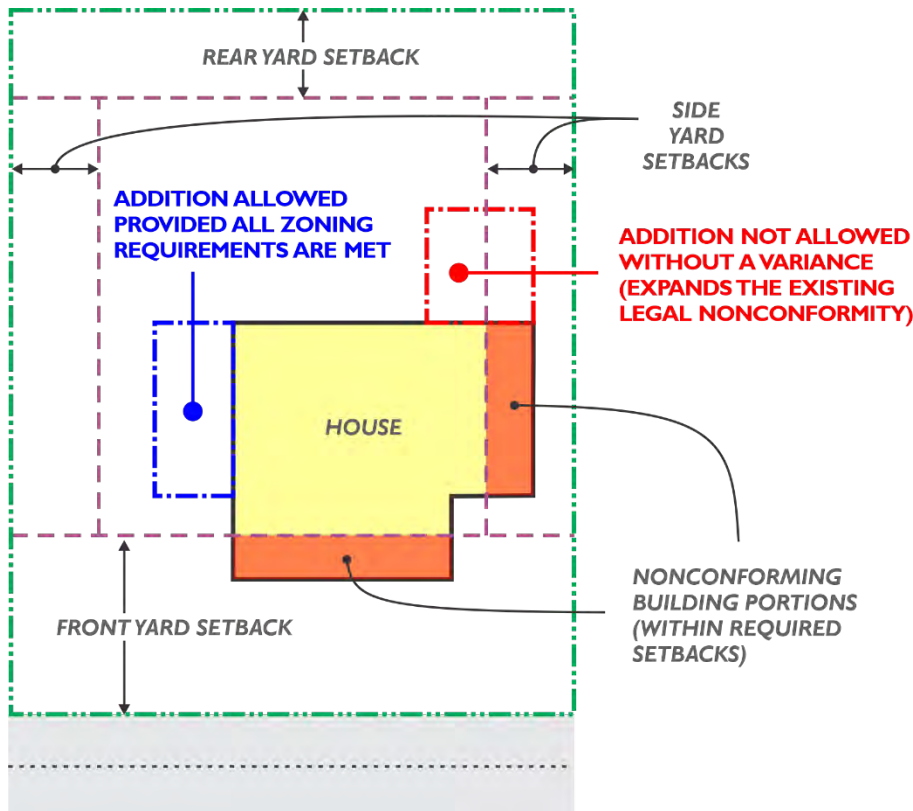 REAR YARD SETBACK
SIDE
YARD
SETBACKS
ADDITION ALLOWED
PROVIDED ALL ZONING
REQUIREMENTS ARE MET
ADDITION NOT ALLOWED
WITHOUT A VARIANCE
(EXPANDS THE EXISTING
LEGAL NONCONFORMITY)
HOUSE
NONCONFORMING
BUILDING PORTIONS
(WITHIN REQUIRED
SETBACKS)
FRONT YARD SETBACK